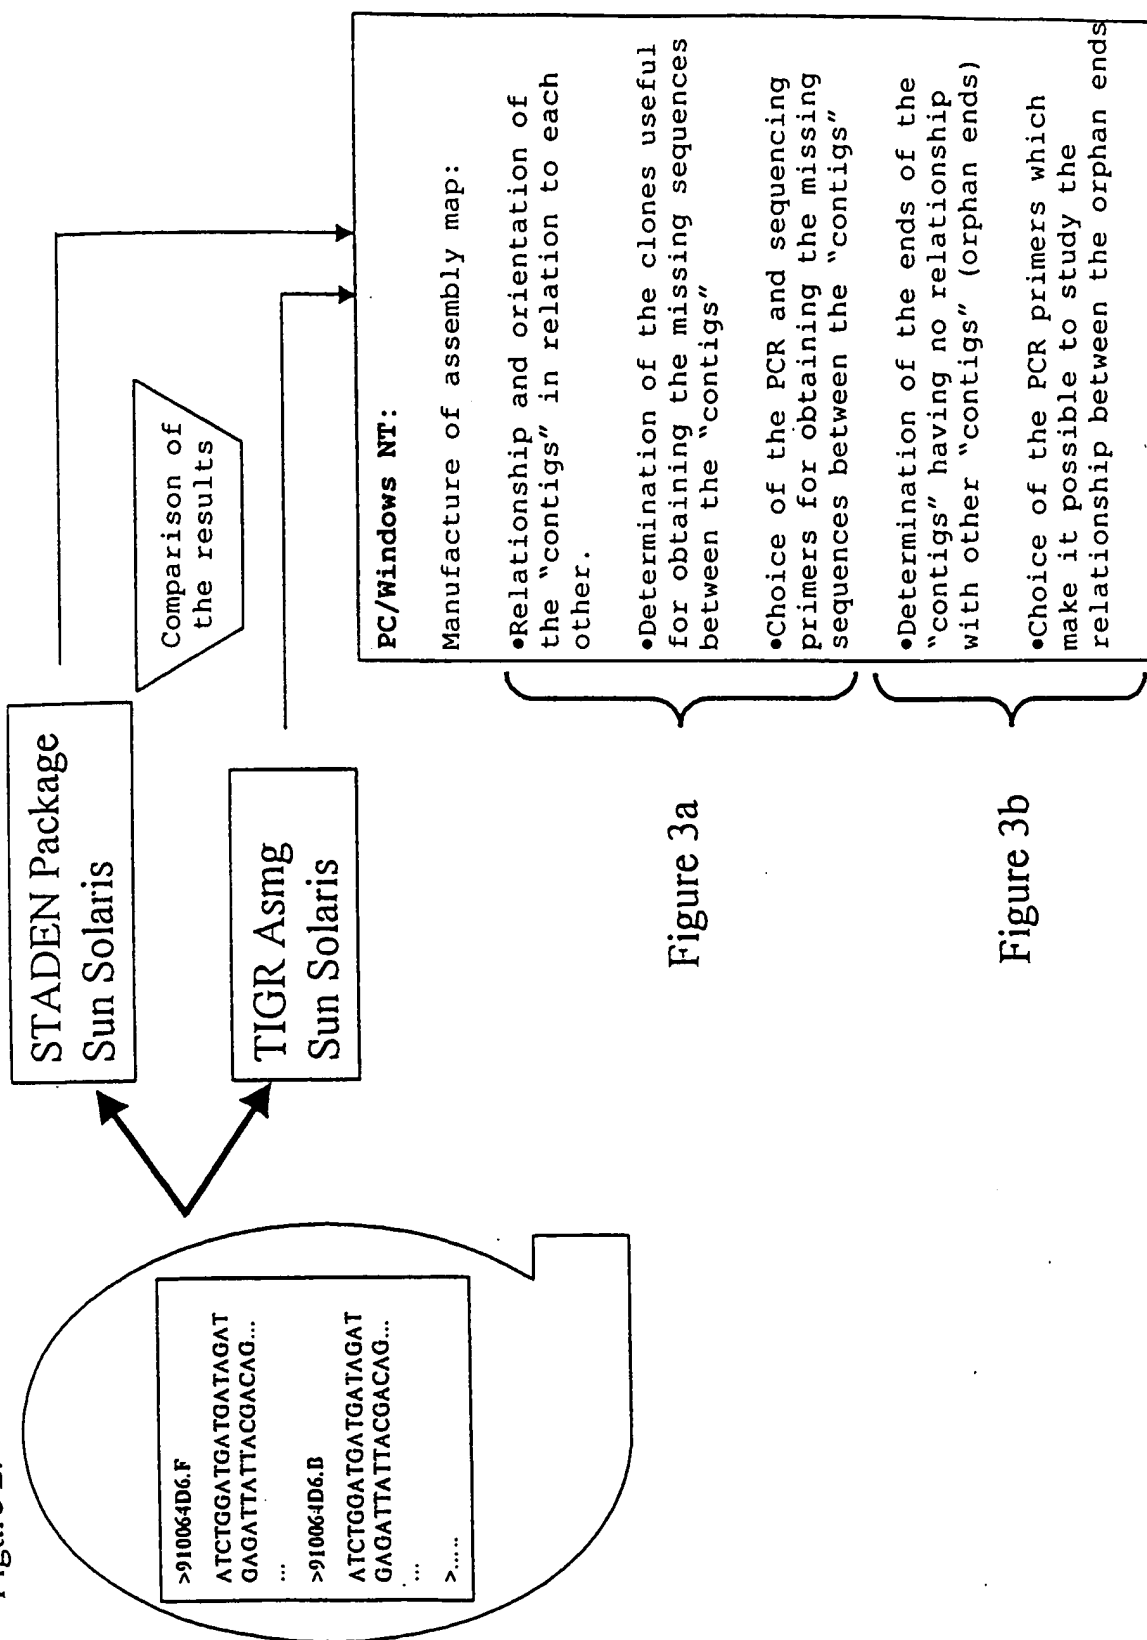 Figure 2.
>910064D6.F
ATCTGGATGATGATAGAT
GAGATTATTACGACAG...
...
>910064D6.B
ATCTGGATGATGATAGAT
GAGATTATTACGACAG...
...
>.....
STADEN Package
Sun Solaris
TIGR Asmg
Sun Solaris
Comparison of
the results
PC/Windows NT:
Manufacture of assembly map:
•Relationship and orientation of
the "contigs" in relation to each
other.
•Determination of the clones useful
for obtaining the missing sequences
between the "contigs"
•Choice of the PCR and sequencing
primers for obtaining the missing
sequences between the "contigs"
•Determination of the ends of the
"contigs" having no relationship
with other "contigs" (orphan ends)
•Choice of the PCR primers which
make it possible to study the
relationship between the orphan ends
Figure 3a
Figure 3b